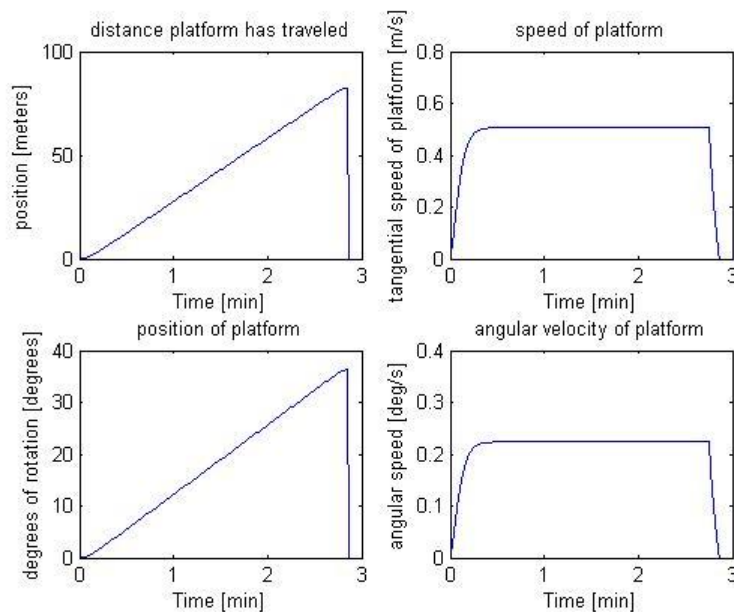 distance platform has traveled
position [meters]
100
50
0
0 1 2 3
Time [min]
speed of platform
tangential speed of platform [m/s]
0.8
0.6
0.4
0.2
0
0 1 2 3
Time [min]
position of platform
degrees of rotation [degrees]
40
30
20
10
0
0 1 2 3
Time [min]
angular velocity of platform
angular speed [deg/s]
0.4
0.3
0.2
0.1
0
0 1 2 3
Time [min]